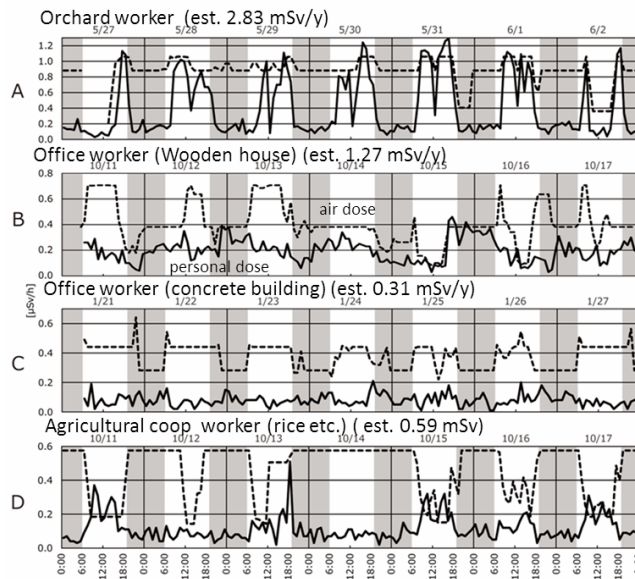 Orchard worker (est. 2.83 mSv/y)
5/27 5/28 5/29 5/30 5/31 6/1 6/2
A
1.2
1.0
0.8
0.6
0.4
0.2
0.0
Office worker (Wooden house) (est. 1.27 mSv/y)
10/11 10/12 10/13 10/14 10/15 10/16 10/17
B
0.8
0.6
0.4
0.2
0.0
air dose
personal dose
[μSv/h]
Office worker (concrete building) (est. 0.31 mSv/y)
1/21 1/22 1/23 1/24 1/25 1/26 1/27
C
0.6
0.4
0.2
0.0
Agricultural coop worker (rice etc.) ( est. 0.59 mSv)
10/11 10/12 10/13 10/14 10/15 10/16 10/17
D
0.6
0.4
0.2
0.0
0:00 6:00 12:00 18:00 0:00 6:00 12:00 18:00 0:00 6:00 12:00 18:00 0:00 6:00 12:00 18:00 0:00 6:00 12:00 18:00 0:00 6:00 12:00 18:00 0:00 6:00 12:00 18:00 0:00